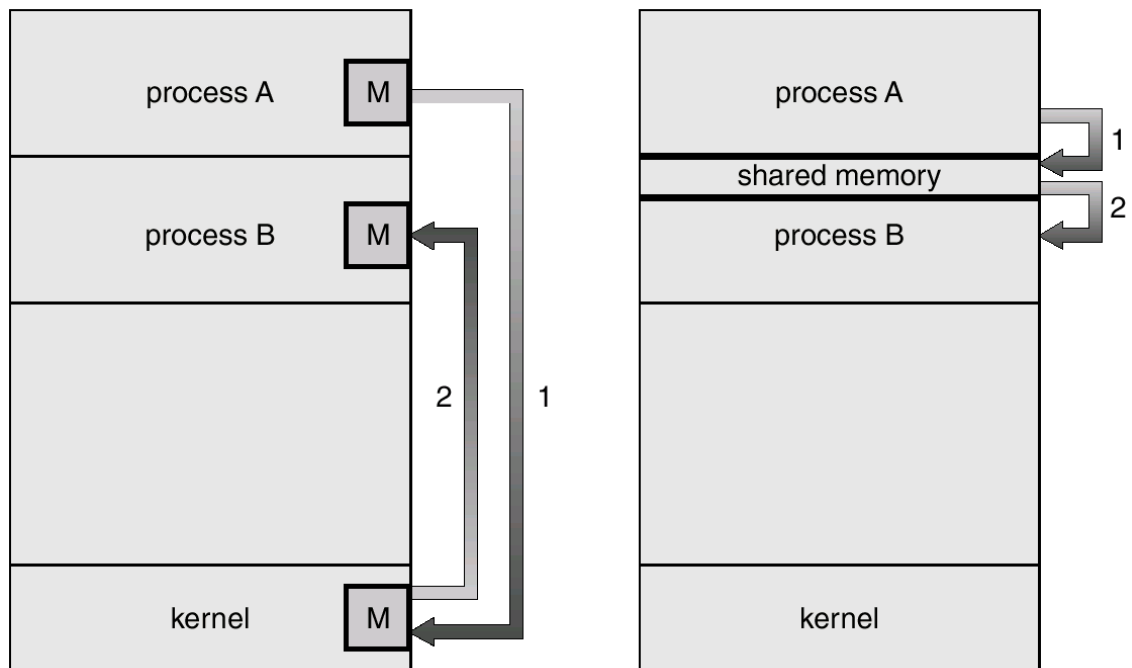 process A
M
process B
M
2
1
kernel
M
process A
1
shared memory
2
process B
kernel